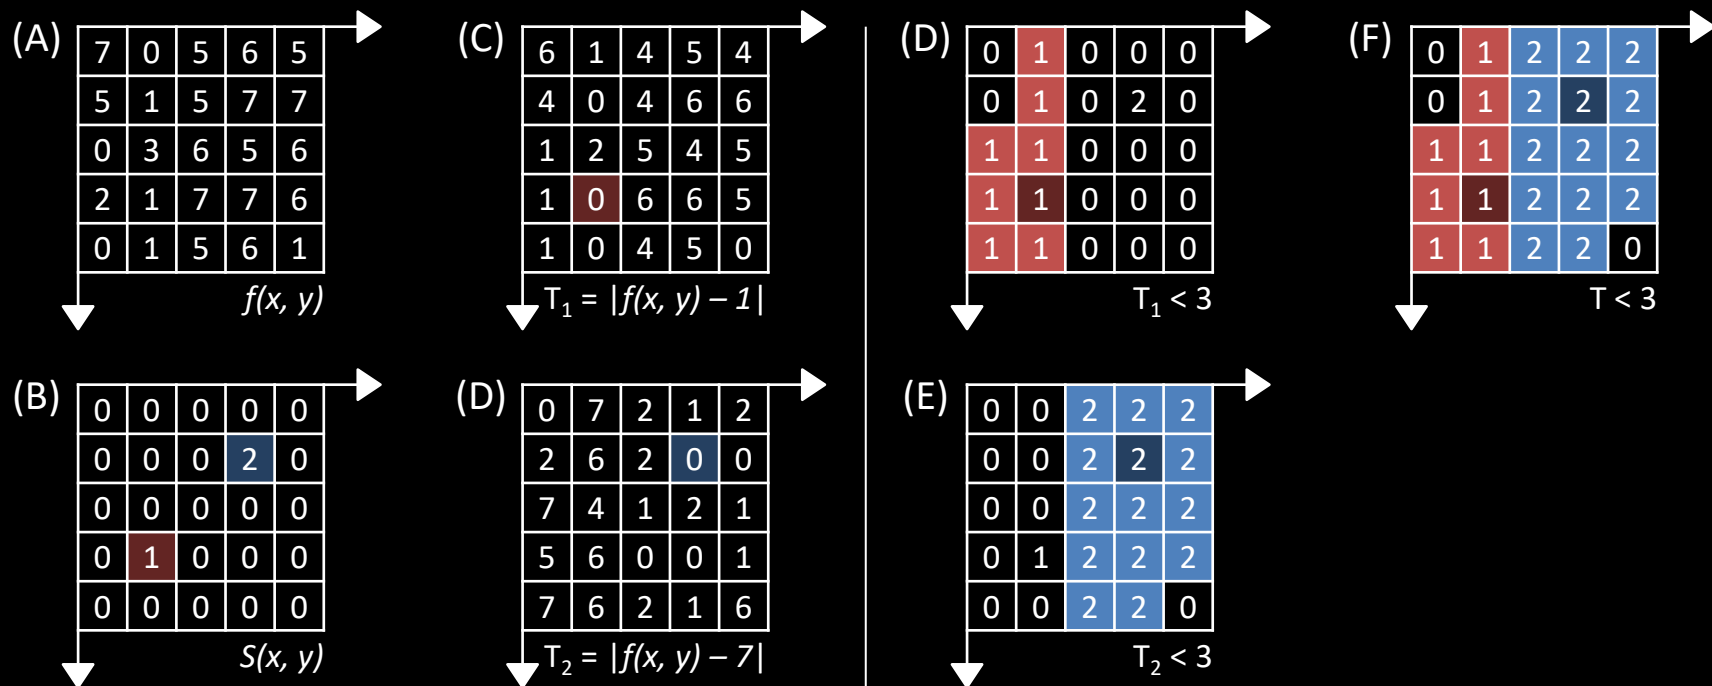 (A)
7 0 5 6 5
5 1 5 7 7
0 3 6 5 6
2 1 7 7 6
0 1 5 6 1
f(x, y)
(C)
6 1 4 5 4
4 0 4 6 6
1 2 5 4 5
1 0 6 6 5
1 0 4 5 0
T₁ = |f(x, y) – 1|
(D)
0 1 0 0 0
0 1 0 2 0
1 1 0 0 0
1 1 0 0 0
1 1 0 0 0
T₁ < 3
(F)
0 1 2 2 2
0 1 2 2 2
1 1 2 2 2
1 1 2 2 2
1 1 2 2 0
T < 3
(B)
0 0 0 0 0
0 0 0 2 0
0 0 0 0 0
0 1 0 0 0
0 0 0 0 0
S(x, y)
(D)
0 7 2 1 2
2 6 2 0 0
7 4 1 2 1
5 6 0 0 1
7 6 2 1 6
T₂ = |f(x, y) – 7|
(E)
0 0 2 2 2
0 0 2 2 2
0 0 2 2 2
0 1 2 2 2
0 0 2 2 0
T₂ < 3